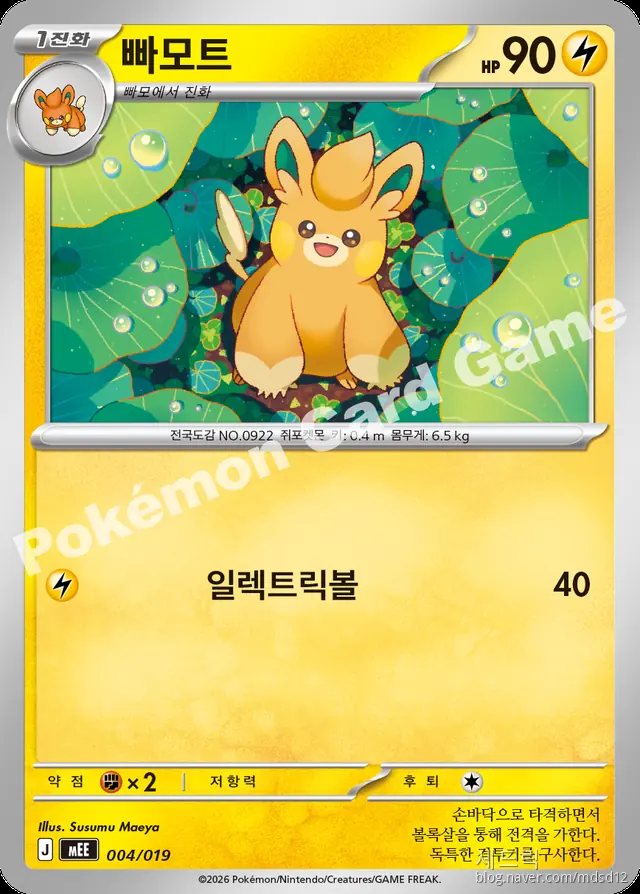 1진화
빠모트
HP 90
빠모에서 진화
전국도감 NO.0922 쥐포켓몬 키: 0.4 m 몸무게: 6.5 kg
Pokémon Card Game
일렉트릭볼 40
약점 ×2 저항력 후퇴
Illus. Susumu Maeya
손바닥으로 타격하면서
볼록살을 통해 전격을 가한다.
독특한 격투기를 구사한다.
J mEE 004/019
blog.naver.com/mdsd12
©2026 Pokémon/Nintendo/Creatures/GAME FREAK.